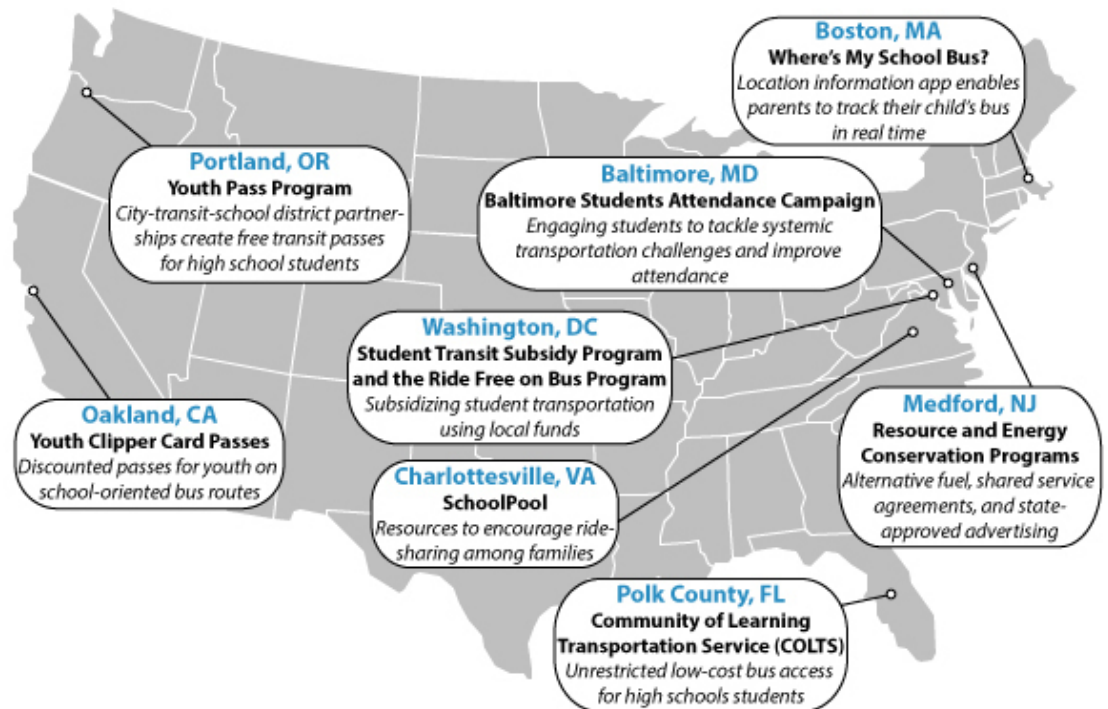 Boston, MA
Where's My School Bus?
Location information app enables
parents to track their child's bus
in real time
Portland, OR
Youth Pass Program
City-transit-school district partner-
ships create free transit passes
for high school students
Baltimore, MD
Baltimore Students Attendance Campaign
Engaging students to tackle systemic
transportation challenges and improve
attendance
Washington, DC
Student Transit Subsidy Program
and the Ride Free on Bus Program
Subsidizing student transportation
using local funds
Oakland, CA
Youth Clipper Card Passes
Discounted passes for youth on
school-oriented bus routes
Medford, NJ
Resource and Energy
Conservation Programs
Alternative fuel, shared service
agreements, and state-
approved advertising
Charlottesville, VA
SchoolPool
Resources to encourage ride-
sharing among families
Polk County, FL
Community of Learning
Transportation Service (COLTS)
Unrestricted low-cost bus access
for high schools students